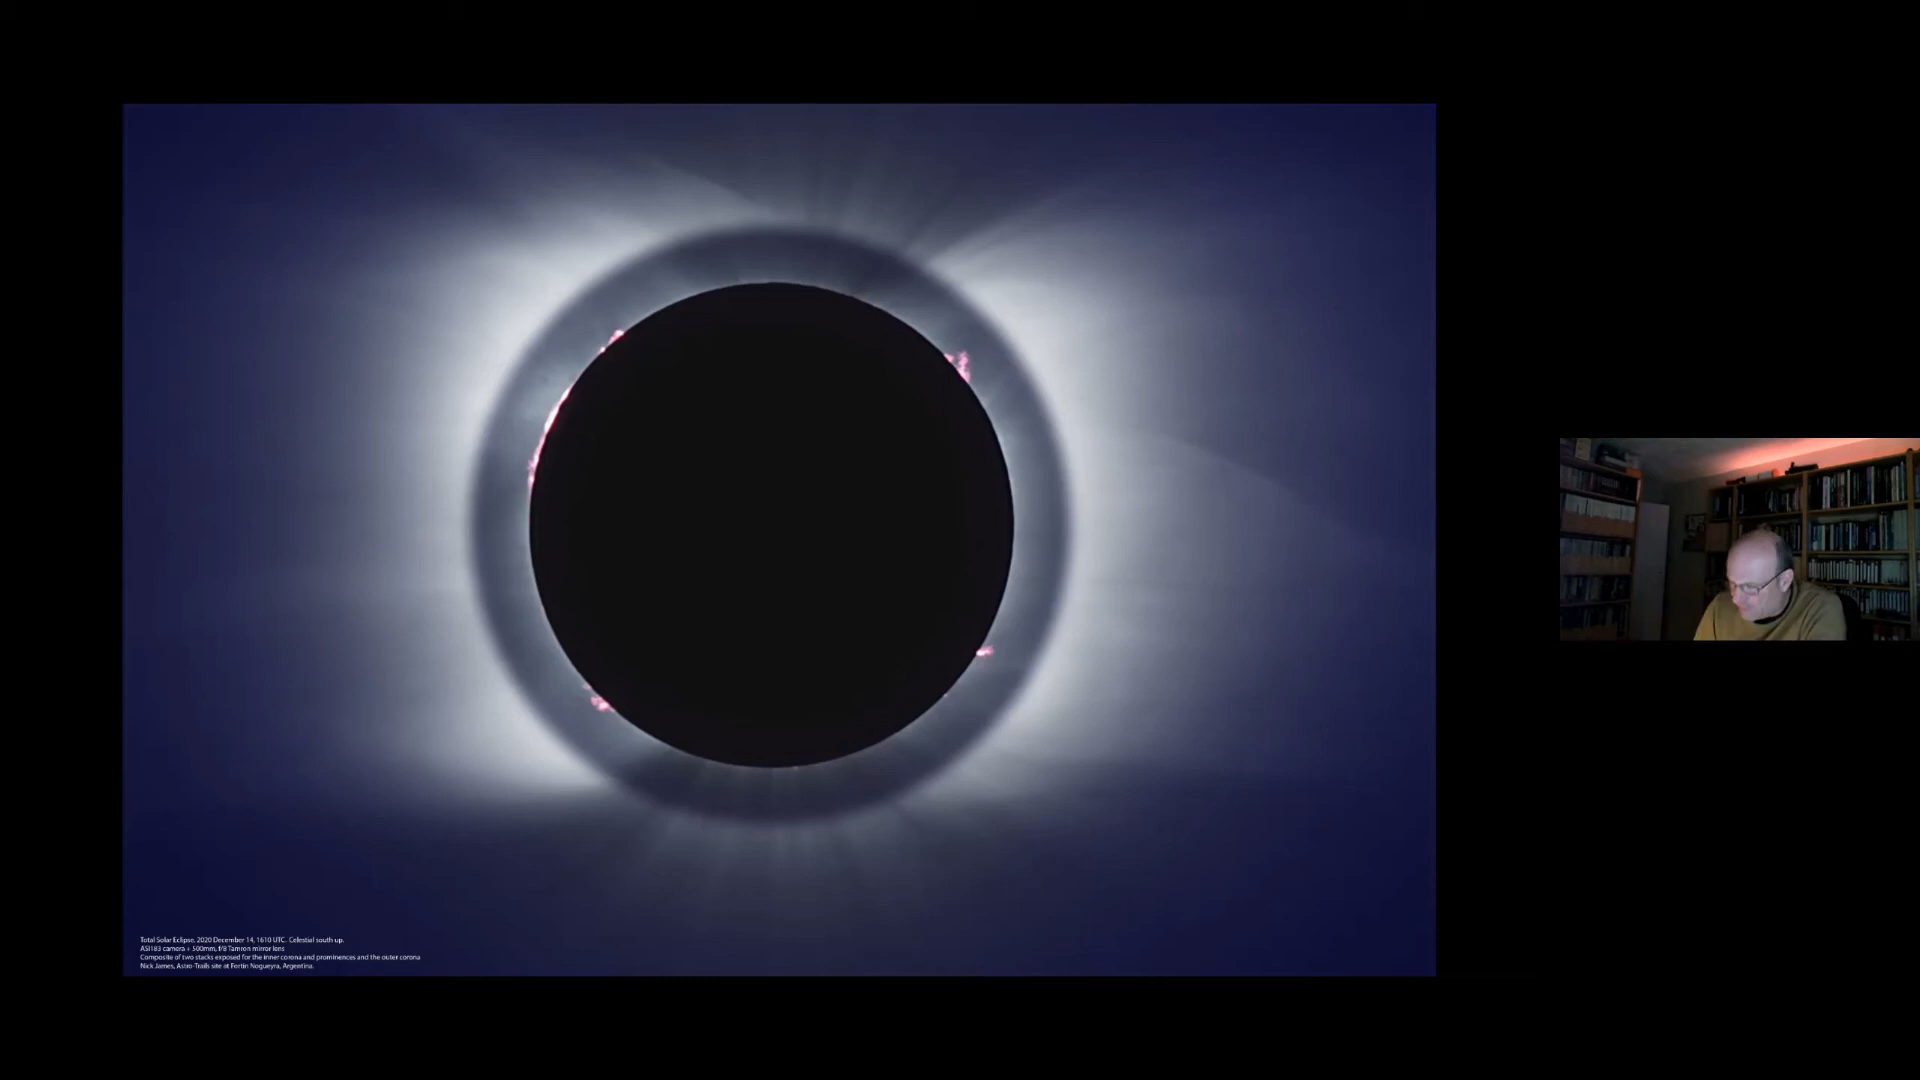 Total Solar Eclipse, 2020 December 14, 1610 UTC. Celestial south up.
ASI183 camera + 500mm, f/8 Tamron mirror lens
Composite of two stacks exposed for the inner corona and prominences and the outer corona
Nick James, Astro-Trails site at Fortin Nogueyra, Argentina.